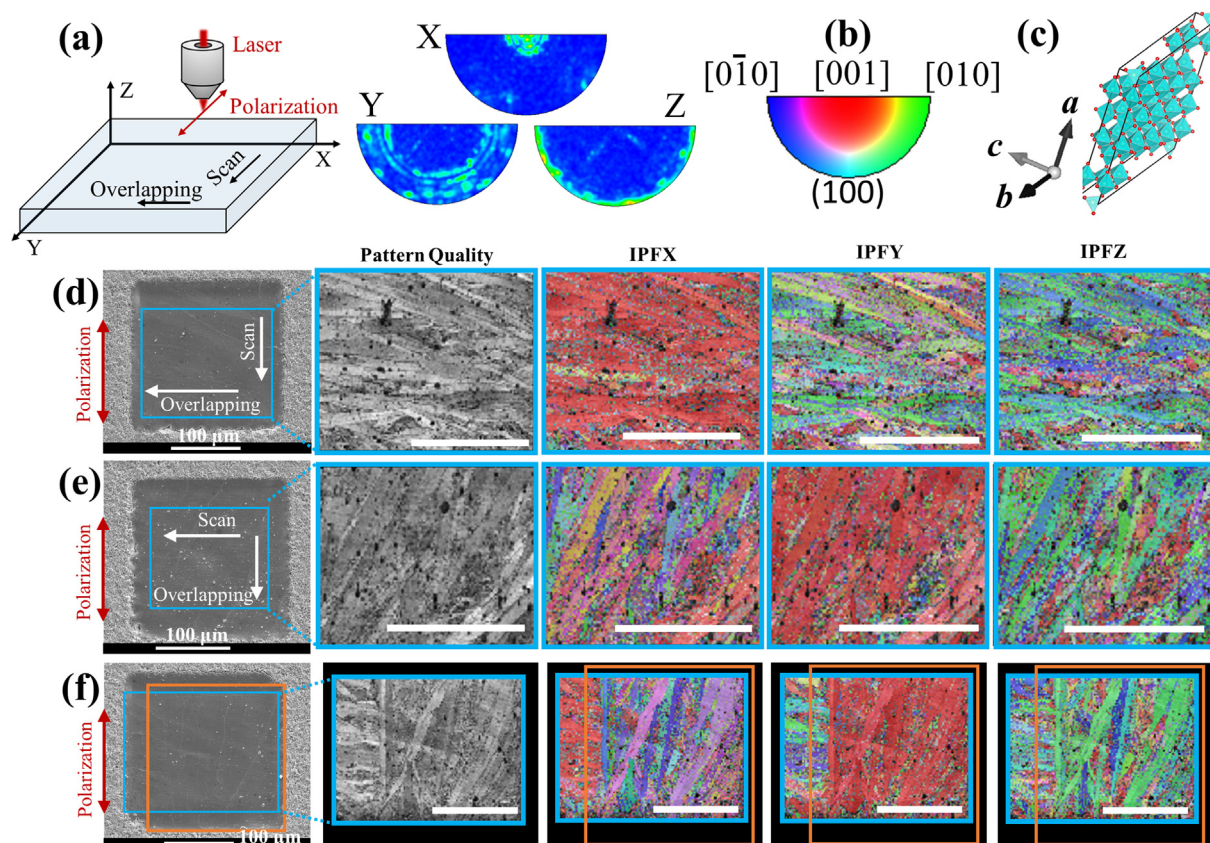 (a)
Laser
Polarization
Z
X
Y
Scan
Overlapping
X
Y
Z
(b)
[01̅0]
[001]
[010]
(100)
(c)
a
c
b
Pattern Quality
IPFX
IPFY
IPFZ
(d)
Polarization
Scan
Overlapping
100 μm
(e)
Polarization
Scan
Overlapping
100 μm
(f)
Polarization
100 μm